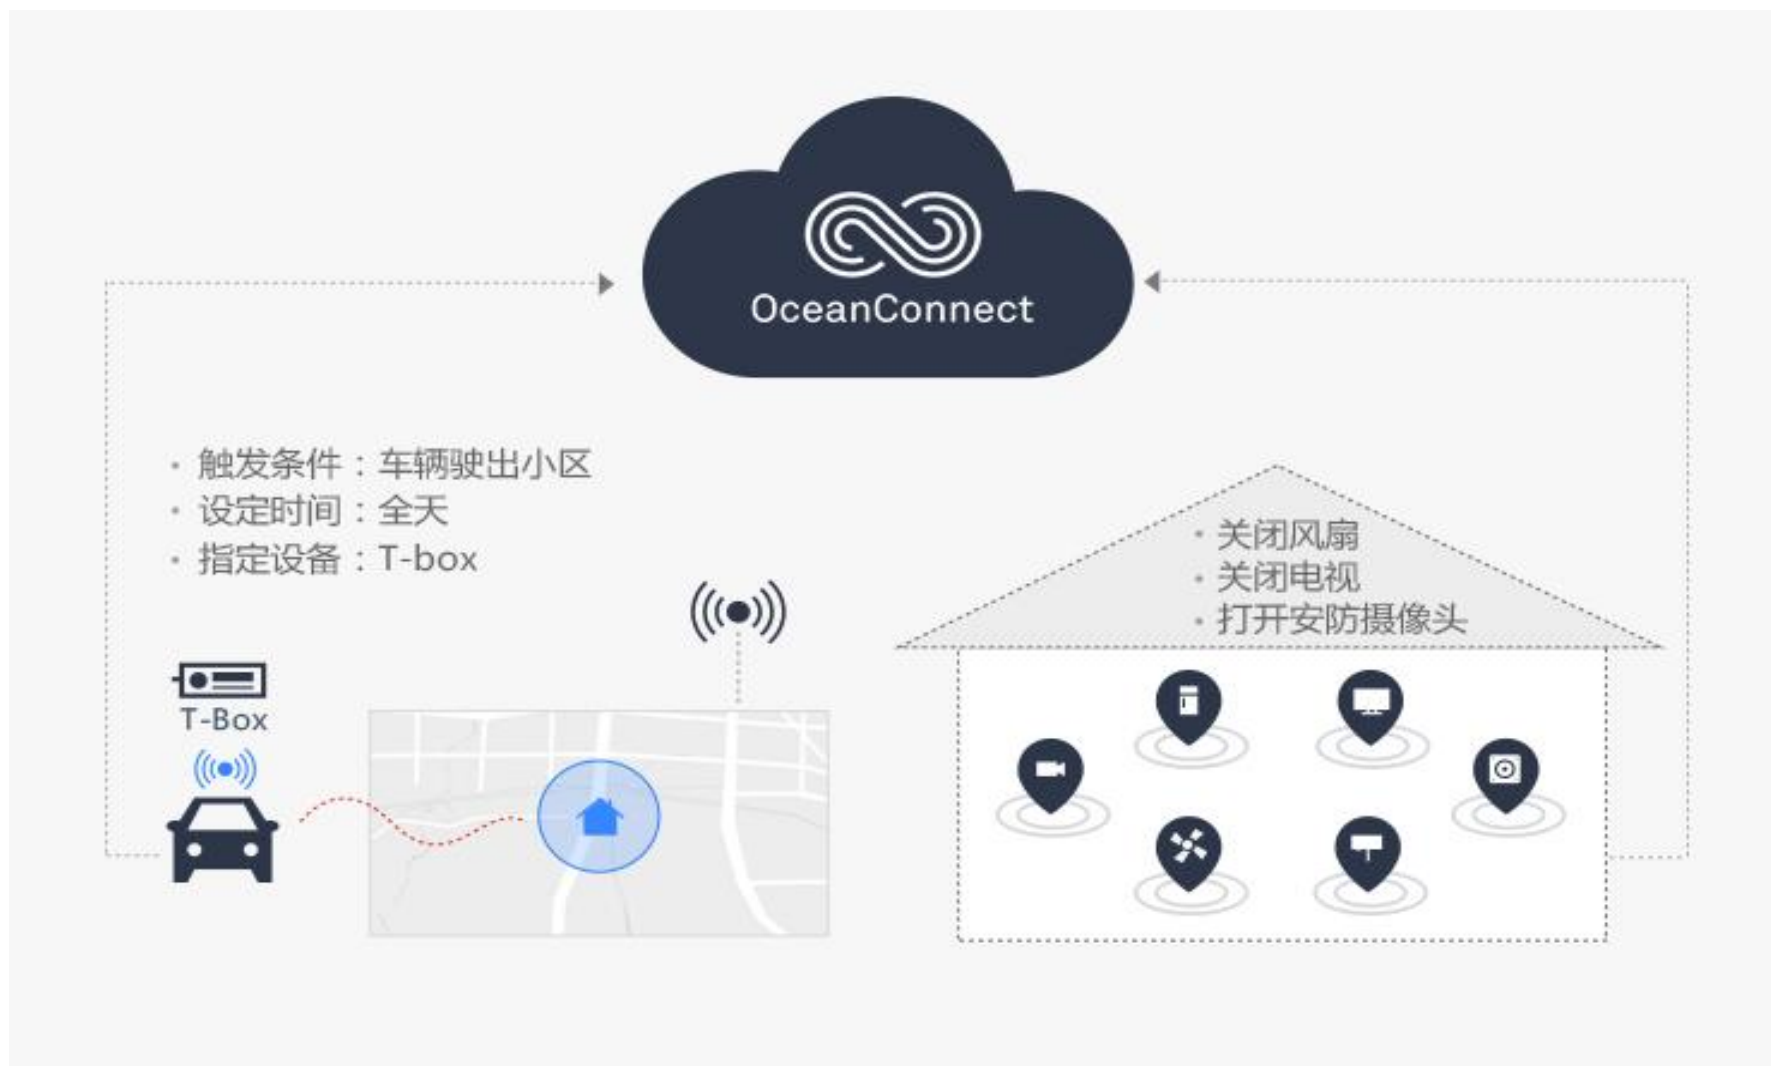 OceanConnect
• 触发条件：车辆驶出小区
• 设定时间：全天
• 指定设备：T-box
• 关闭风扇
• 关闭电视
• 打开安防摄像头
T-Box